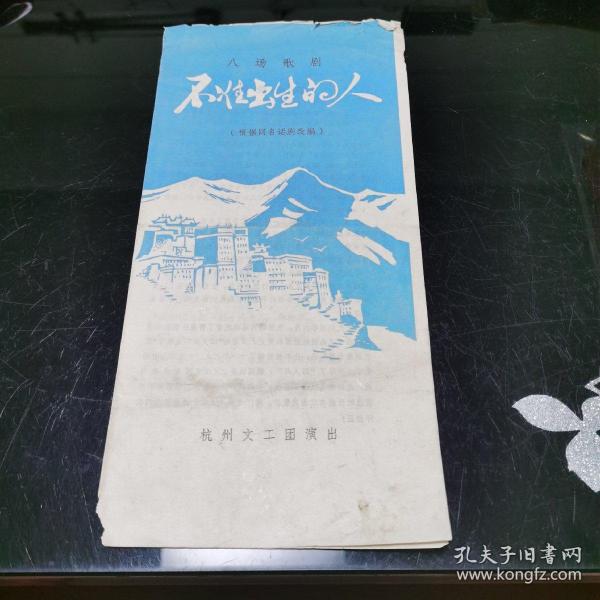 八场歌剧
不准出生的人
（根据同名话剧改编）
杭州文工团演出
孔夫子旧书网
www.kongfz.com